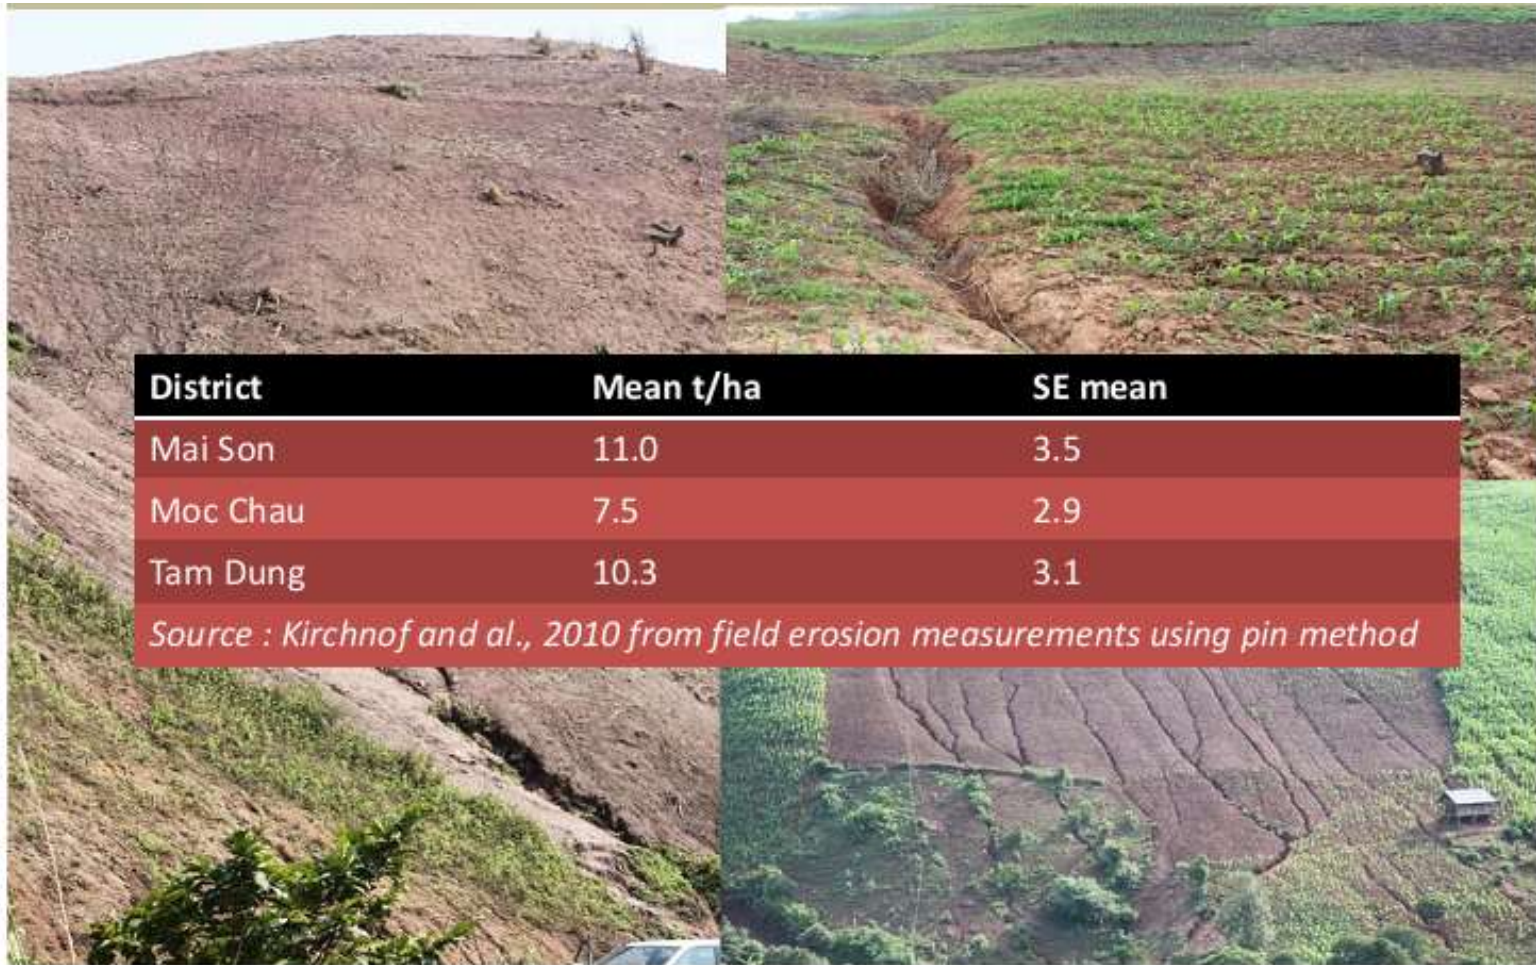 District Mean t/ha SE mean
Mai Son 11.0 3.5
Moc Chau 7.5 2.9
Tam Dung 10.3 3.1
Source : Kirchnof and al., 2010 from field erosion measurements using pin method